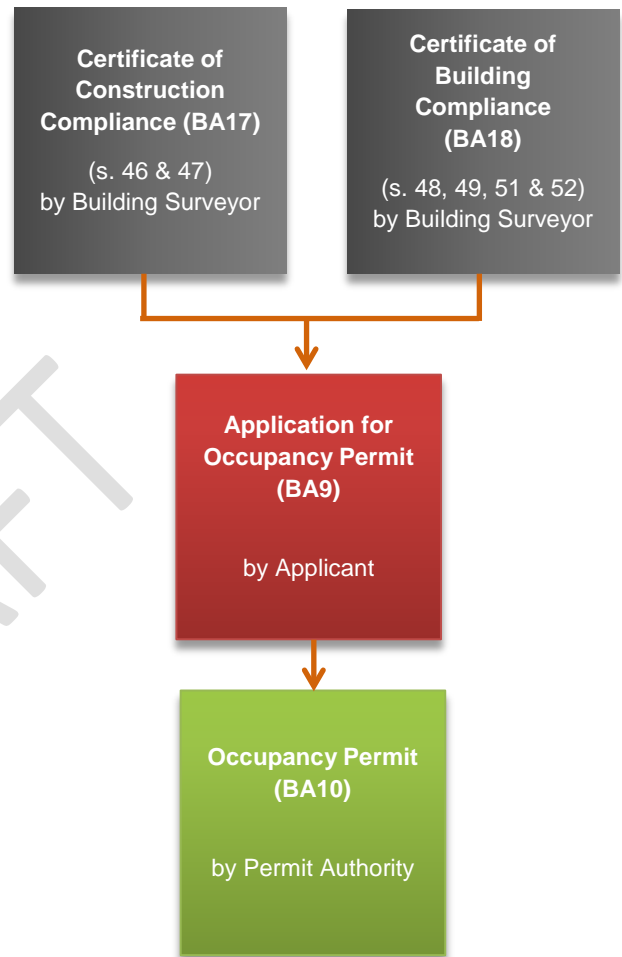 Certificate of
Construction
Compliance (BA17)
(s. 46 & 47)
by Building Surveyor
Certificate of
Building
Compliance
(BA18)
(s. 48, 49, 51 & 52)
by Building Surveyor
Application for
Occupancy Permit
(BA9)
by Applicant
Occupancy Permit
(BA10)
by Permit Authority